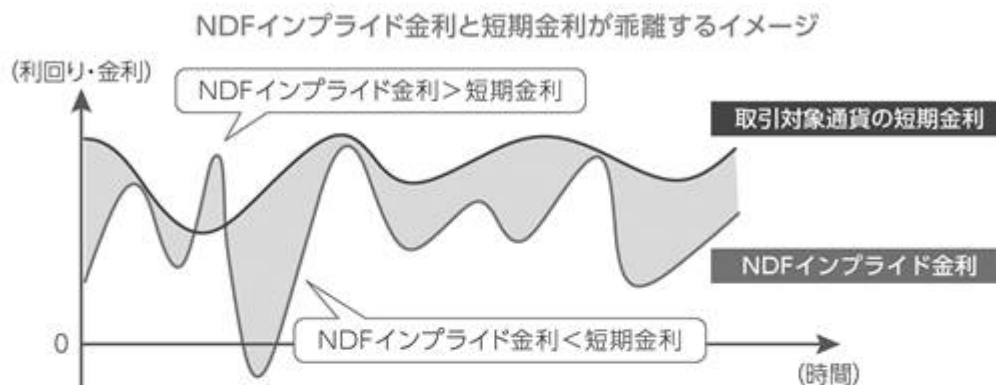 NDFインプライド金利と短期金利が乖離するイメージ
(利回り・金利)
NDFインプライド金利>短期金利
取引対象通貨の短期金利
NDFインプライド金利
NDFインプライド金利<短期金利
0
(時間)